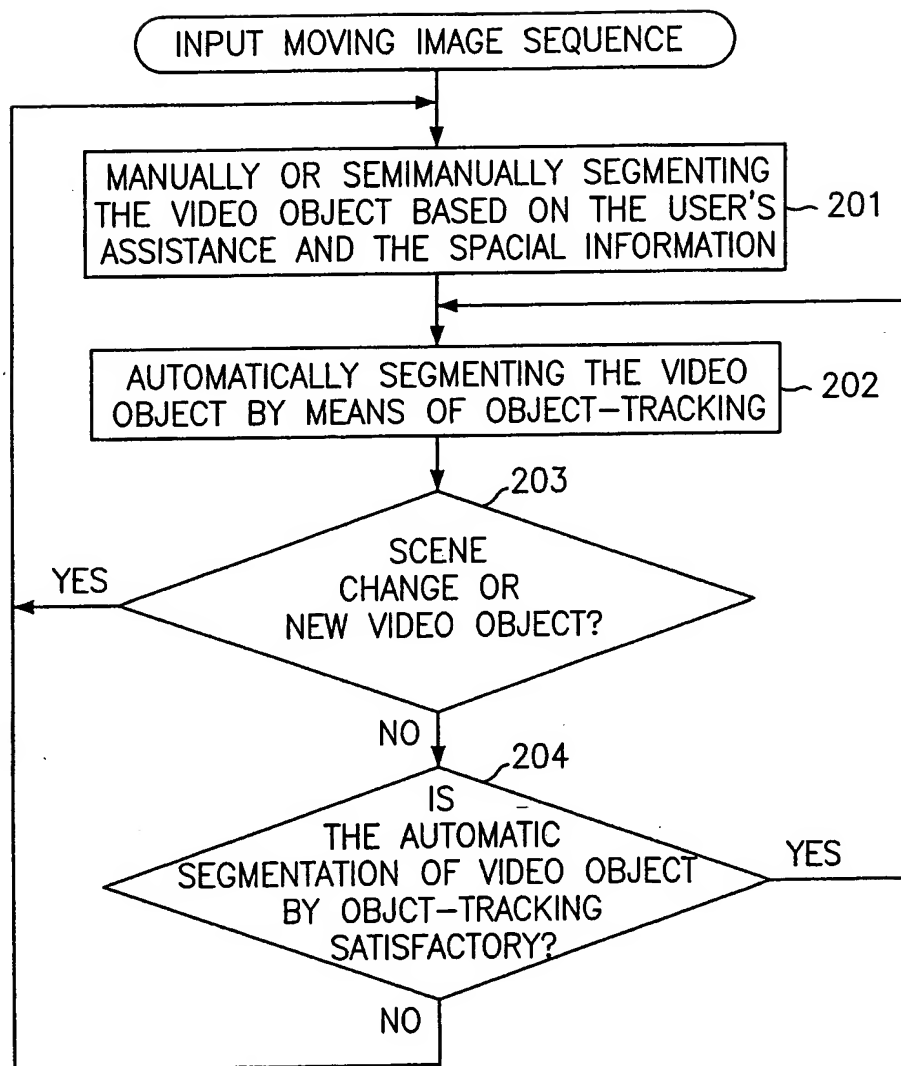 INPUT MOVING IMAGE SEQUENCE
MANUALLY OR SEMIMANUALLY SEGMENTING
THE VIDEO OBJECT BASED ON THE USER'S
ASSISTANCE AND THE SPACIAL INFORMATION
201
AUTOMATICALLY SEGMENTING THE VIDEO
OBJECT BY MEANS OF OBJECT-TRACKING
202
203
SCENE
CHANGE OR
NEW VIDEO OBJECT?
YES
NO
204
IS
THE AUTOMATIC
SEGMENTATION OF VIDEO OBJECT
BY OBJCT-TRACKING
SATISFACTORY?
YES
NO